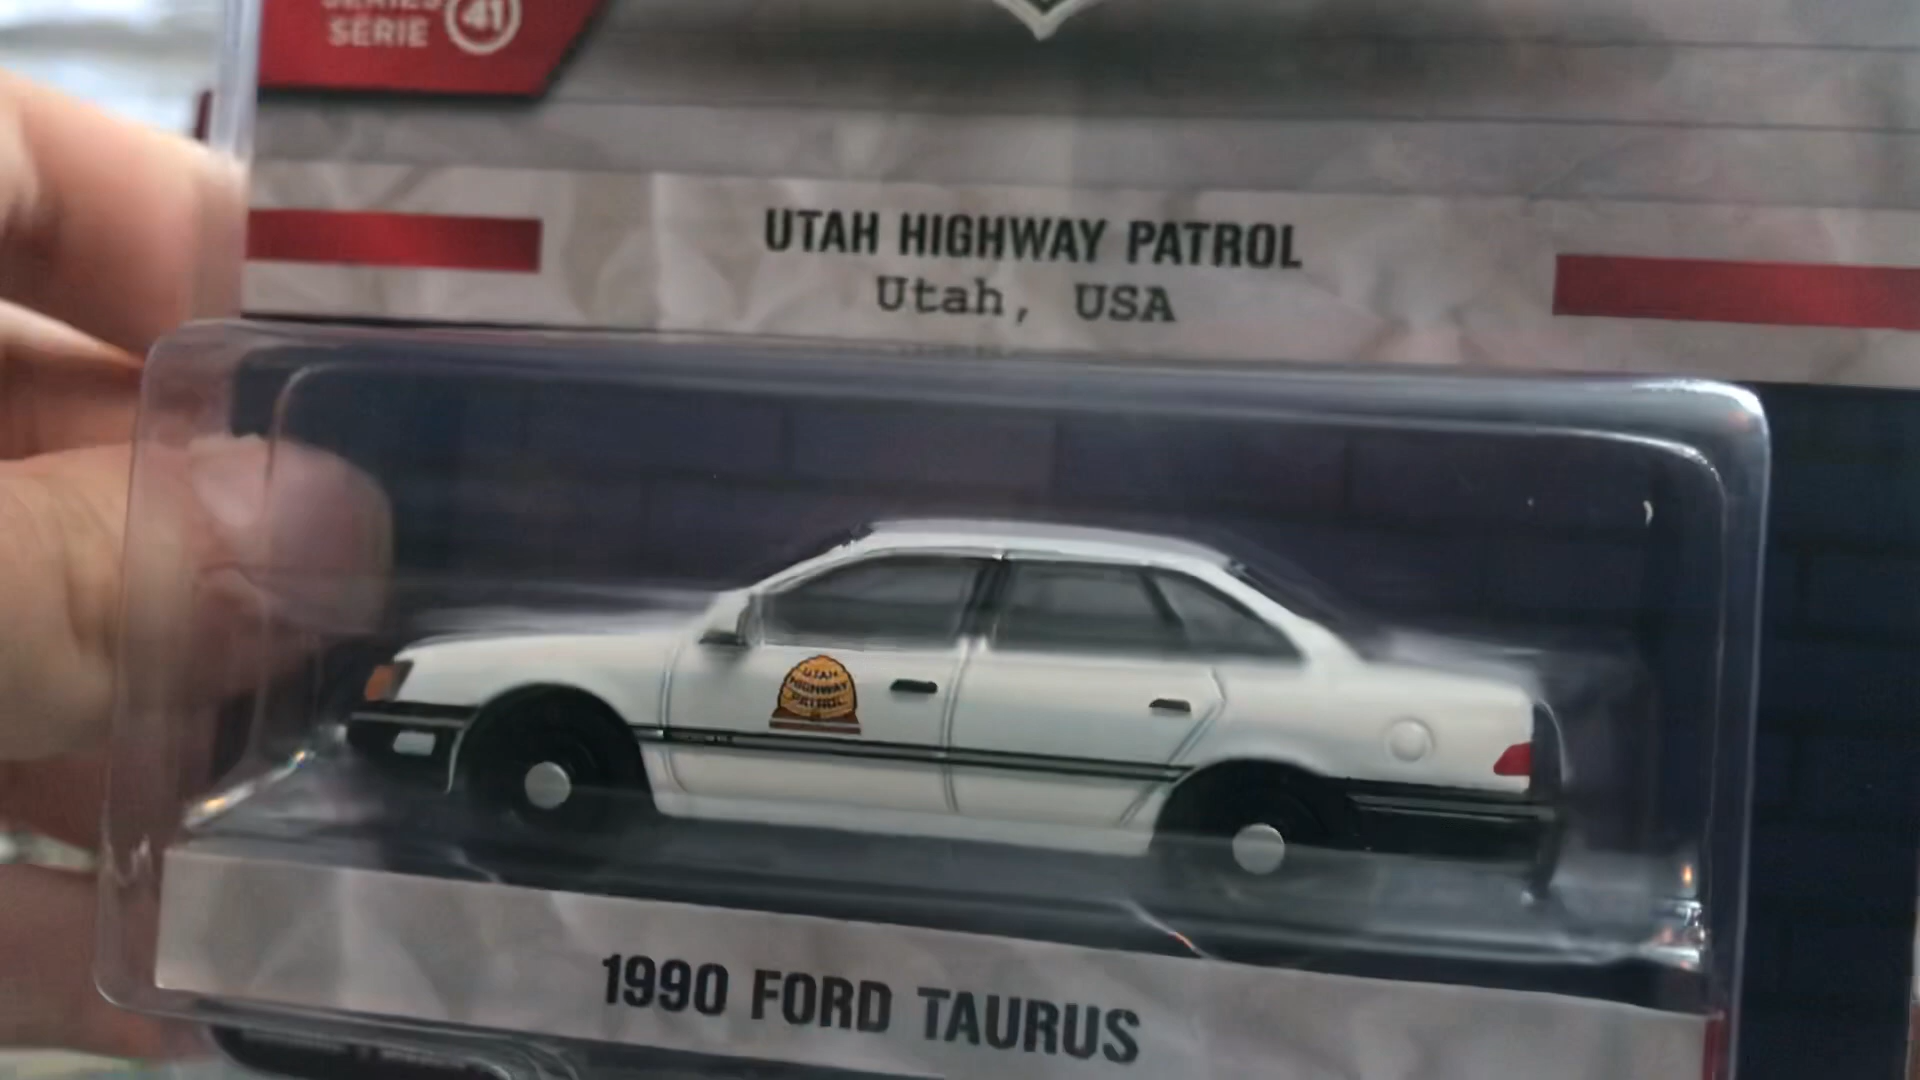 SERIES
SERIE 41
UTAH HIGHWAY PATROL
Utah, USA
UTAH
HIGHWAY
PATROL
1990 FORD TAURUS